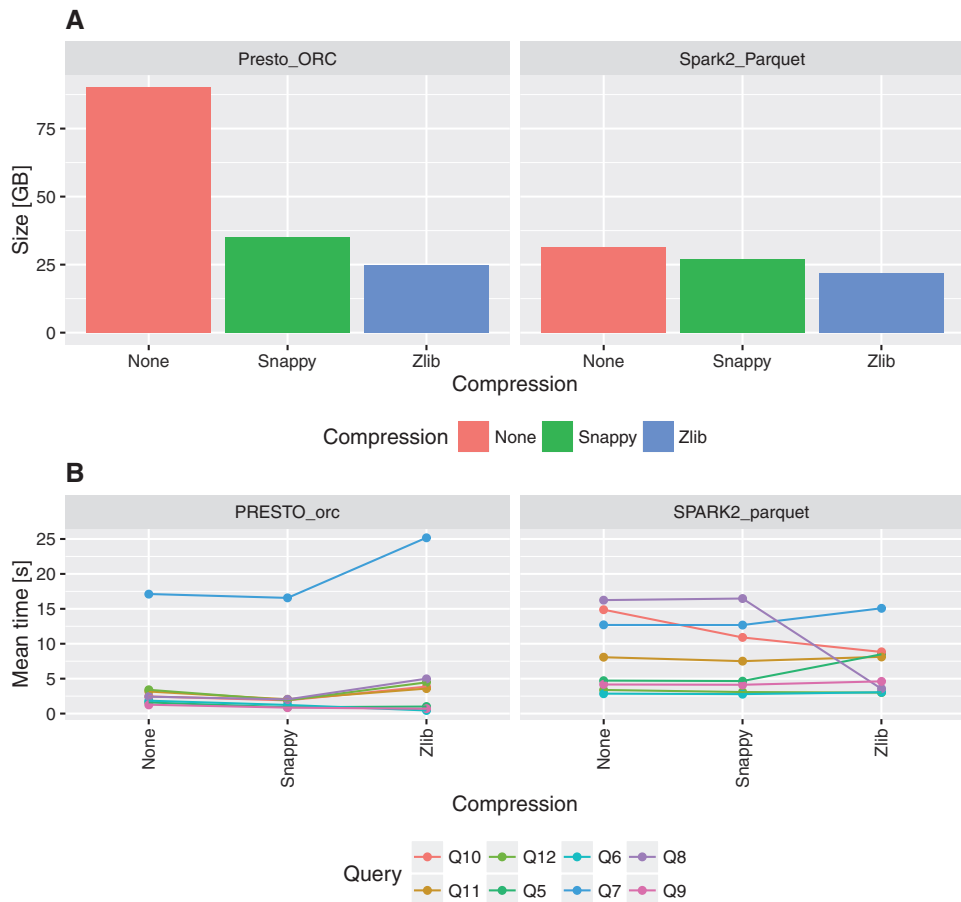 A
Presto_ORC Spark2_Parquet
Size [GB]
75
50
25
0
None Snappy Zlib None Snappy Zlib
Compression
Compression None Snappy Zlib
B
PRESTO_orc SPARK2_parquet
Mean time [s]
25
20
15
10
5
0
None Snappy Zlib None Snappy Zlib
Compression
Query
Q10 Q12 Q6 Q8
Q11 Q5 Q7 Q9